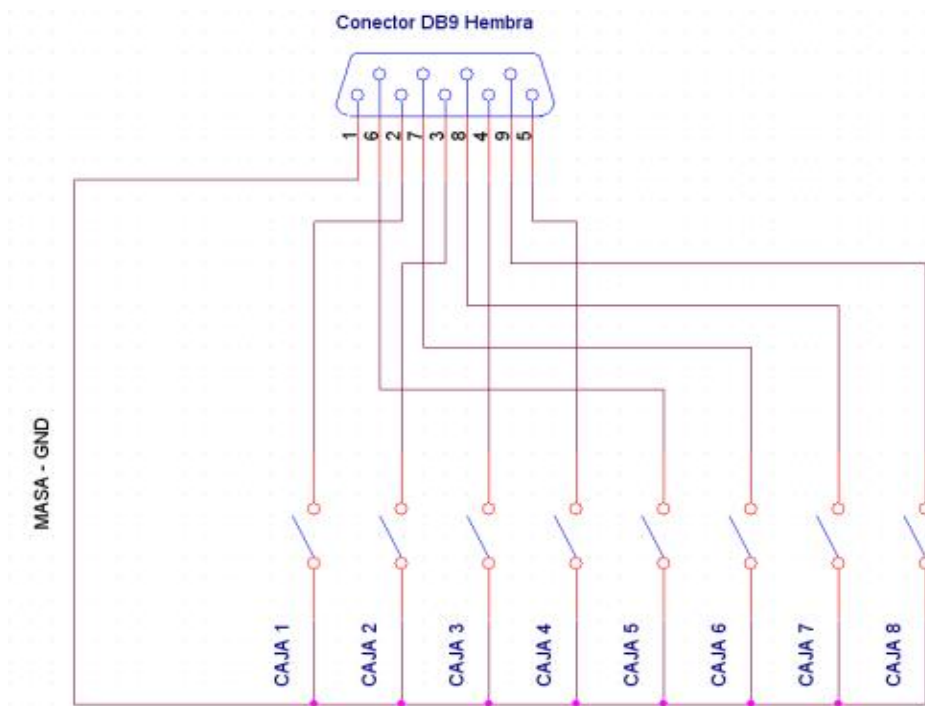 Conector DB9 Hembra
1
6
2
7
3
8
4
9
5
MASA - GND
CAJA 1
CAJA 2
CAJA 3
CAJA 4
CAJA 5
CAJA 6
CAJA 7
CAJA 8